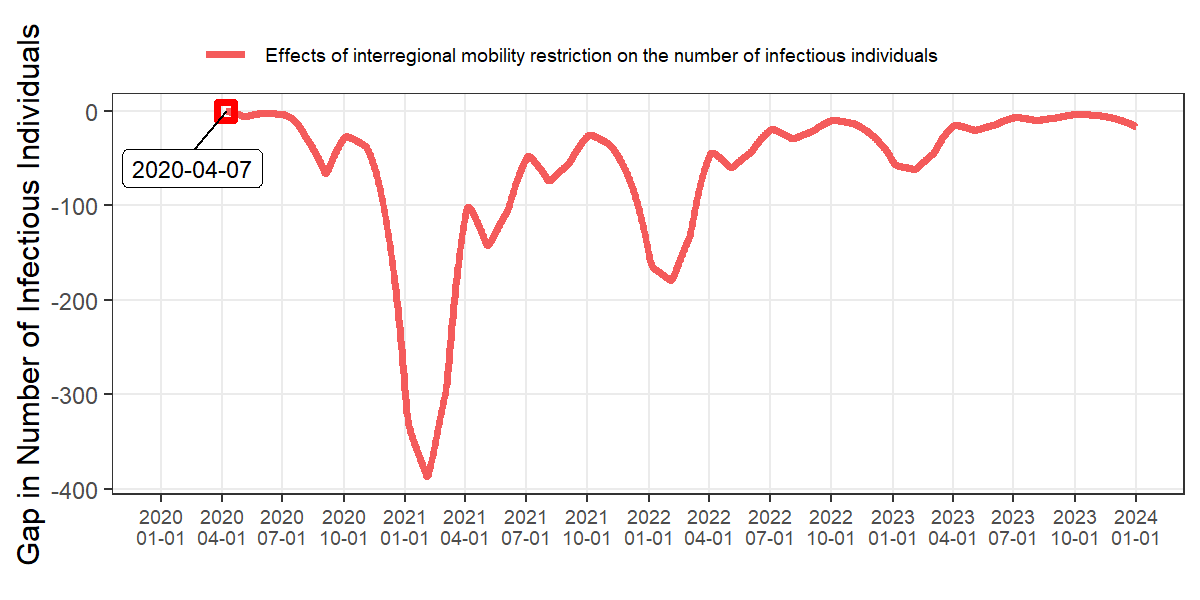 Effects of interregional mobility restriction on the number of infectious individuals
Gap in Number of Infectious Individuals
0
-100
-200
-300
-400
2020-04-07
2020 2020 2020 2020 2021 2021 2021 2021 2022 2022 2022 2022 2023 2023 2023 2023 2024
01-01 04-01 07-01 10-01 01-01 04-01 07-01 10-01 01-01 04-01 07-01 10-01 01-01 04-01 07-01 10-01 01-01